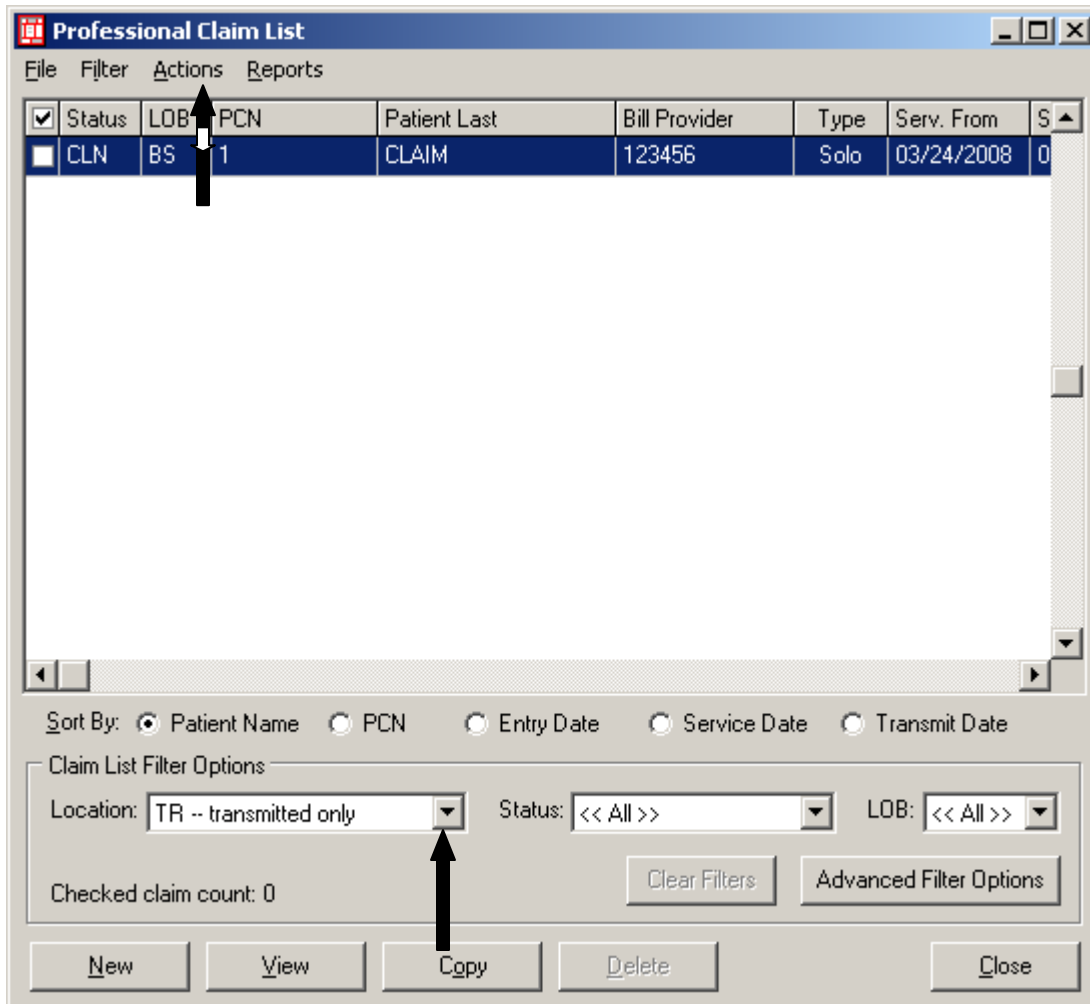 Professional Claim List
File Filter Actions Reports
Status LOB PCN Patient Last Bill Provider Type Serv. From S
CLN BS 1 CLAIM 123456 Solo 03/24/2008 0
Sort By: Patient Name PCN Entry Date Service Date Transmit Date
Claim List Filter Options
Location: TR -- transmitted only Status: << All >> LOB: << All >>
Checked claim count: 0 Clear Filters Advanced Filter Options
New View Copy Delete Close